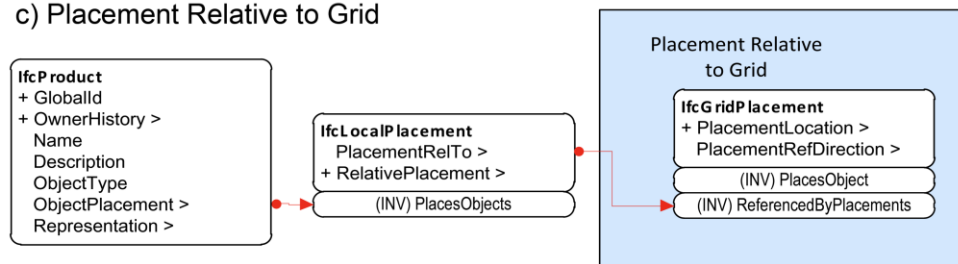 c) Placement Relative to Grid
IfcProduct
+ GlobalId
+ OwnerHistory >
Name
Description
ObjectType
ObjectPlacement >
Representation >
IfcLocalPlacement
PlacementRelTo >
+ RelativePlacement >
(INV) PlacesObjects
Placement Relative
to Grid
IfcGridPlacement
+ PlacementLocation >
PlacementRefDirection >
(INV) PlacesObject
(INV) ReferencedByPlacements